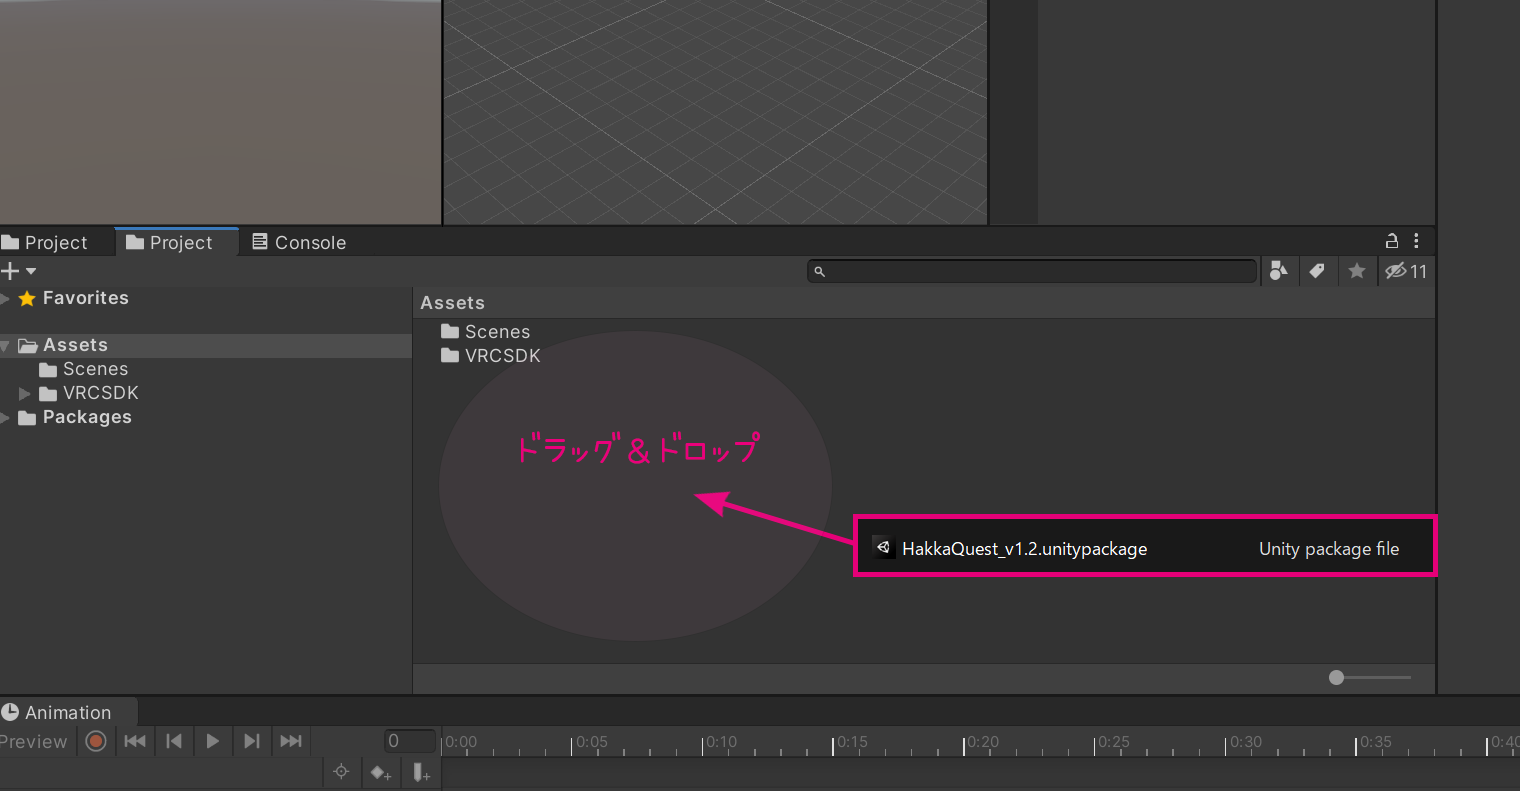 Project
Project
Console
11
Favorites
Assets
Scenes
VRCSDK
Packages
Assets
Scenes
VRCSDK
ドラッグ&ドロップ
HakkaQuest_v1.2.unitypackage
Unity package file
Animation
Preview
0
0:00
0:05
0:10
0:15
0:20
0:25
0:30
0:35
0:40